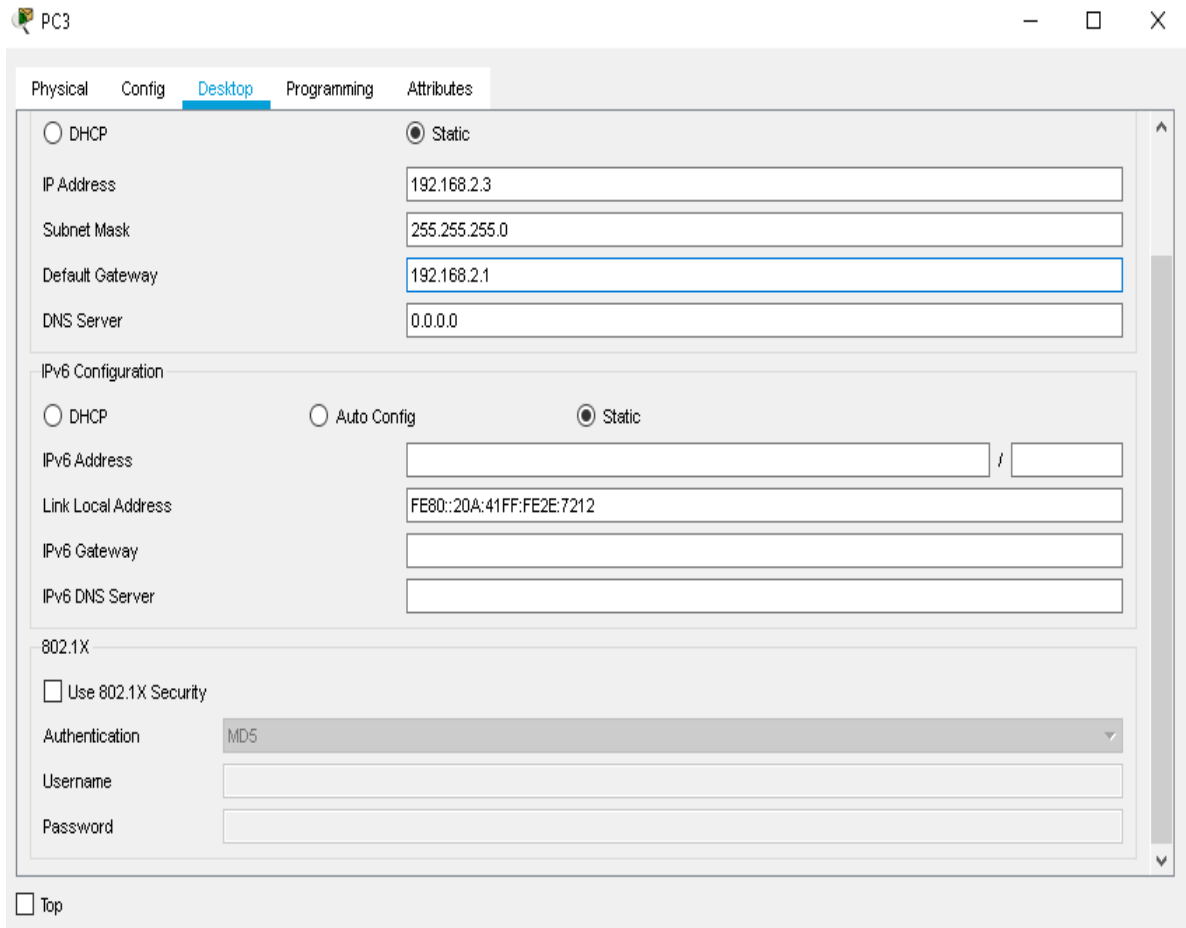 PC3
Physical Config Desktop Programming Attributes
DHCP Static
IP Address 192.168.2.3
Subnet Mask 255.255.255.0
Default Gateway 192.168.2.1
DNS Server 0.0.0.0
IPv6 Configuration
DHCP Auto Config Static
IPv6 Address /
Link Local Address FE80::20A:41FF:FE2E:7212
IPv6 Gateway
IPv6 DNS Server
802.1X
Use 802.1X Security
Authentication MD5
Username
Password
Top